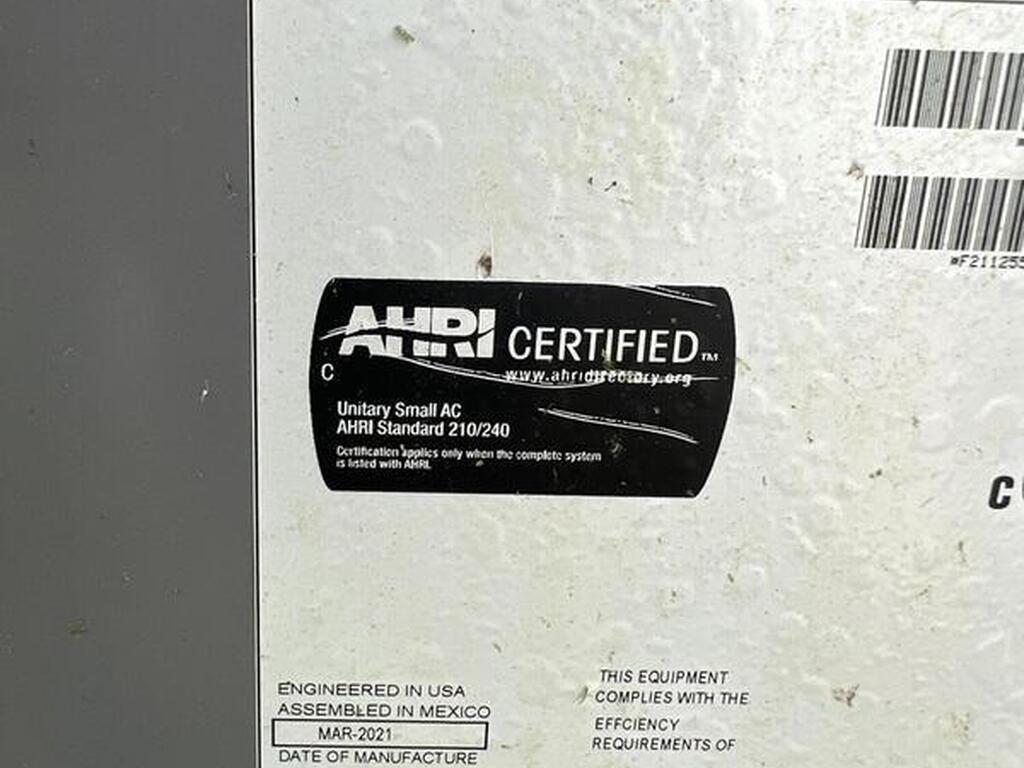 *F21125
AHRI CERTIFIED™
www.ahridirectory.org
C
Unitary Small AC
AHRI Standard 210/240
Certification applies only when the complete system
is listed with AHRI.
C
ENGINEERED IN USA
ASSEMBLED IN MEXICO
MAR-2021
DATE OF MANUFACTURE
THIS EQUIPMENT
COMPLIES WITH THE
EFFCIENCY
REQUIREMENTS OF